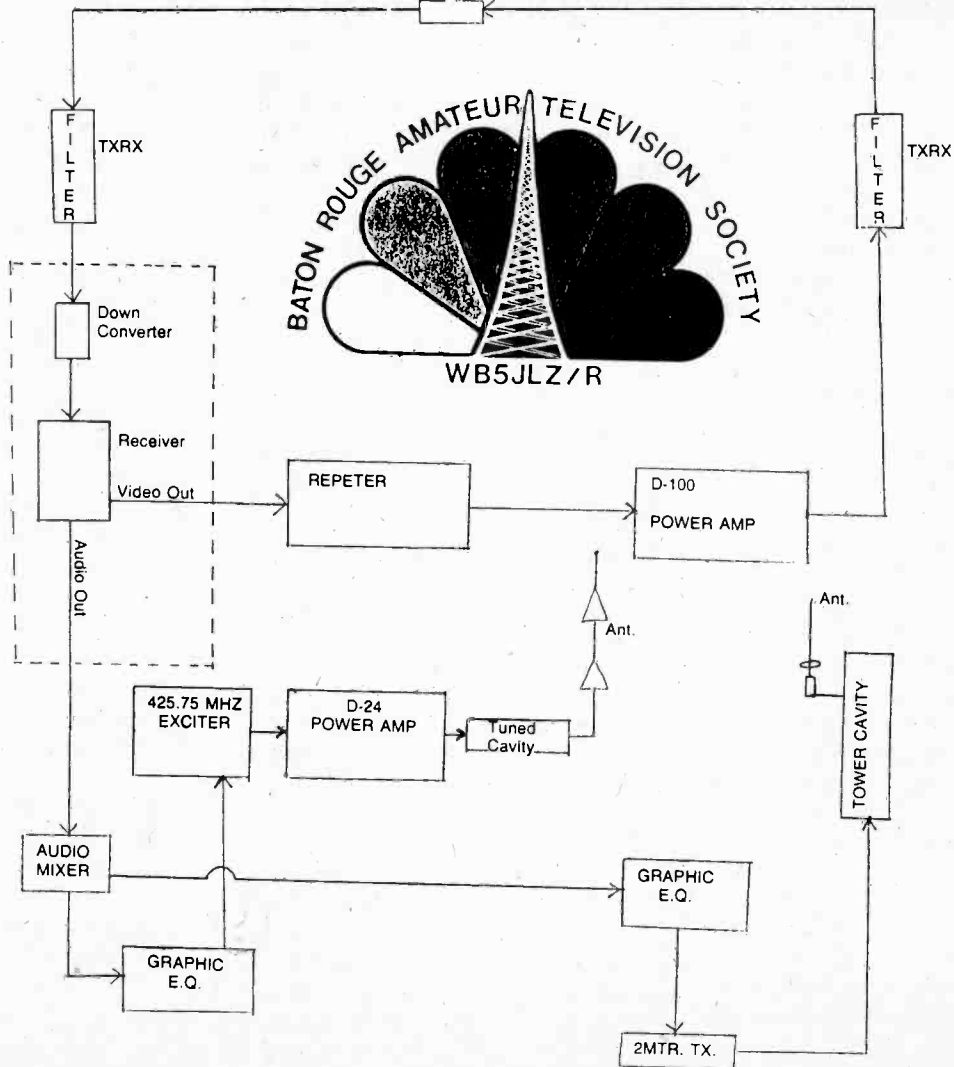 FILTER
TXRX
BATON ROUGE AMATEUR TELEVISION SOCIETY
WB5JLZ/R
FILTER
TXRX
Down
Converter
Receiver
Video Out
Audio Out
REPETER
D-100
POWER AMP
Ant.
Ant.
425.75 MHZ
EXCITER
D-24
POWER AMP
Tuned
Cavity
TOWER CAVITY
AUDIO
MIXER
GRAPHIC
E.Q.
GRAPHIC
E.Q.
2MTR. TX.